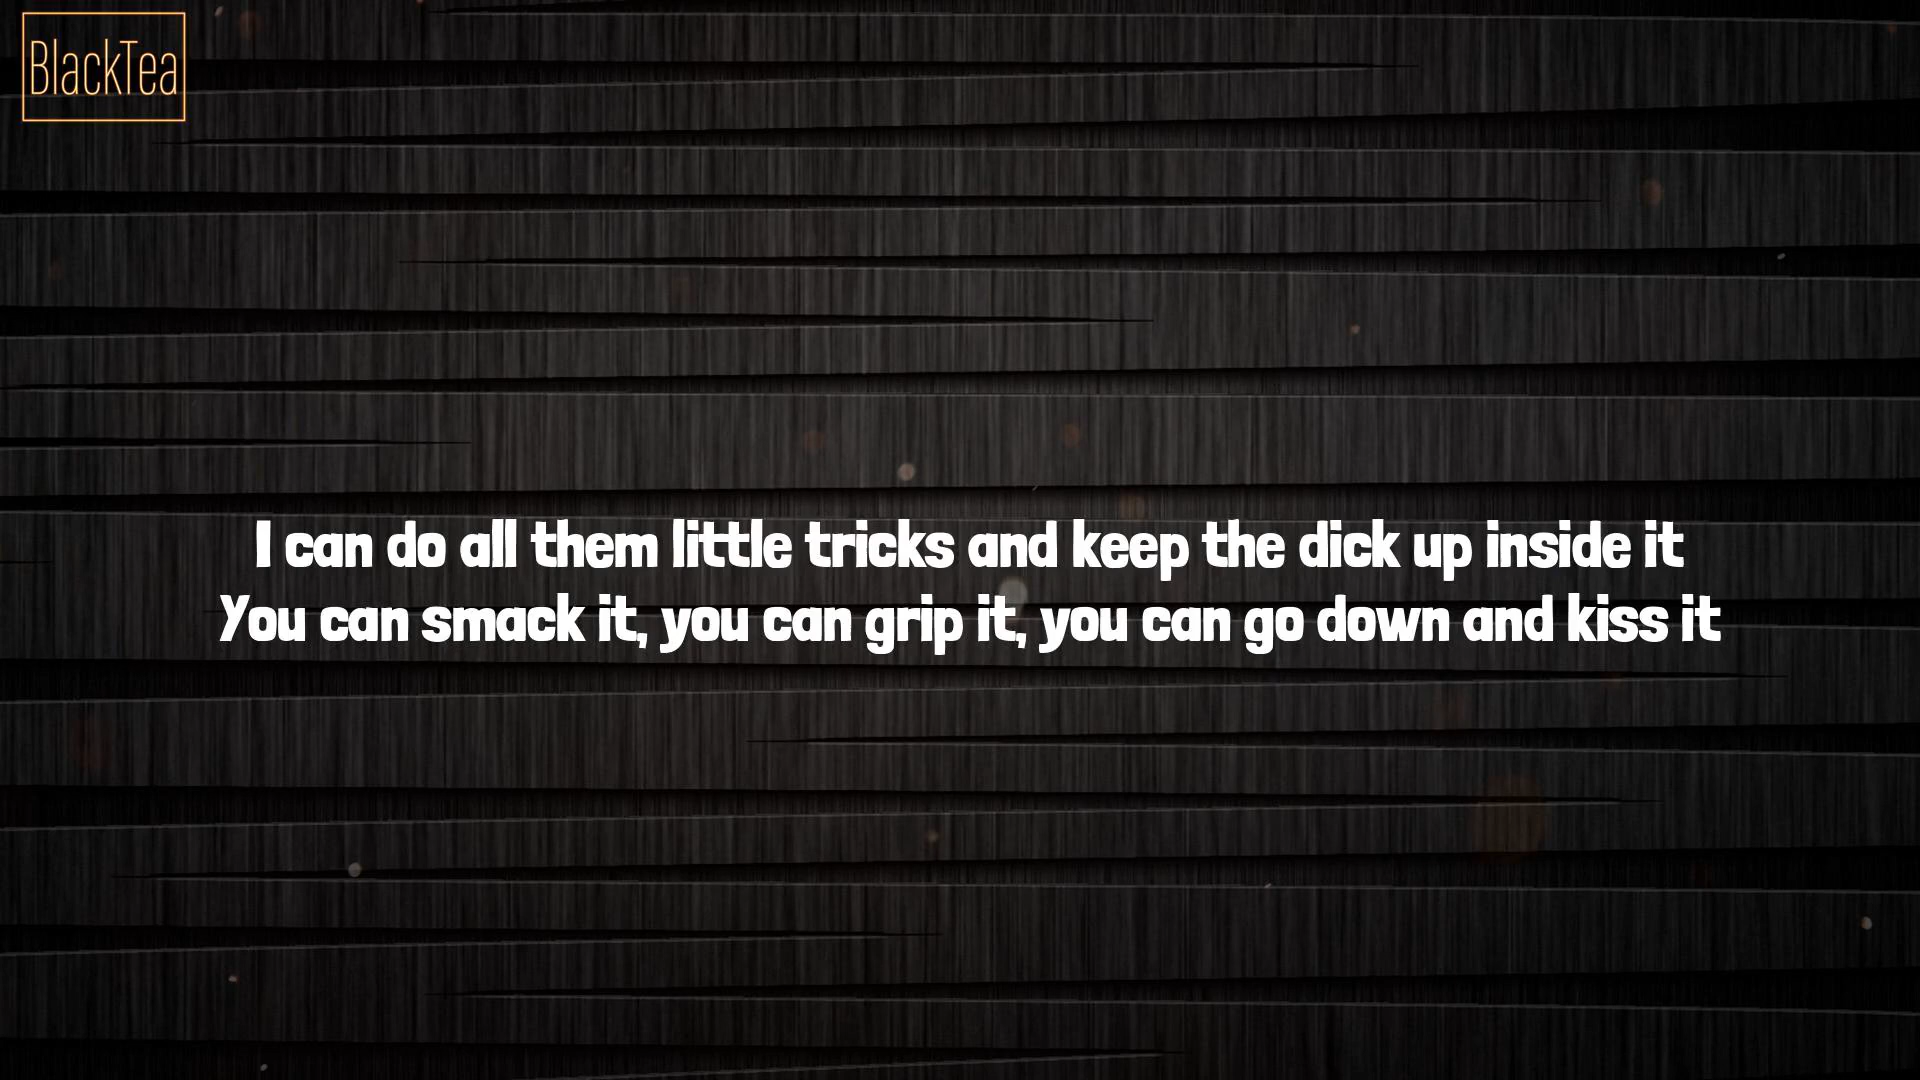 BlackTea
I can do all them little tricks and keep the dick up inside it
You can smack it, you can grip it, you can go down and kiss it